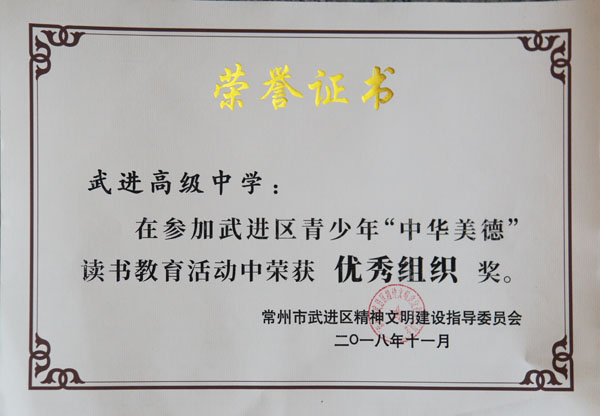 荣誉证书
武进高级中学：
在参加武进区青少年“中华美德”
读书教育活动中荣获 优秀组织 奖。
常州市武进区精神文明建设指导委员会
二〇一八年十一月